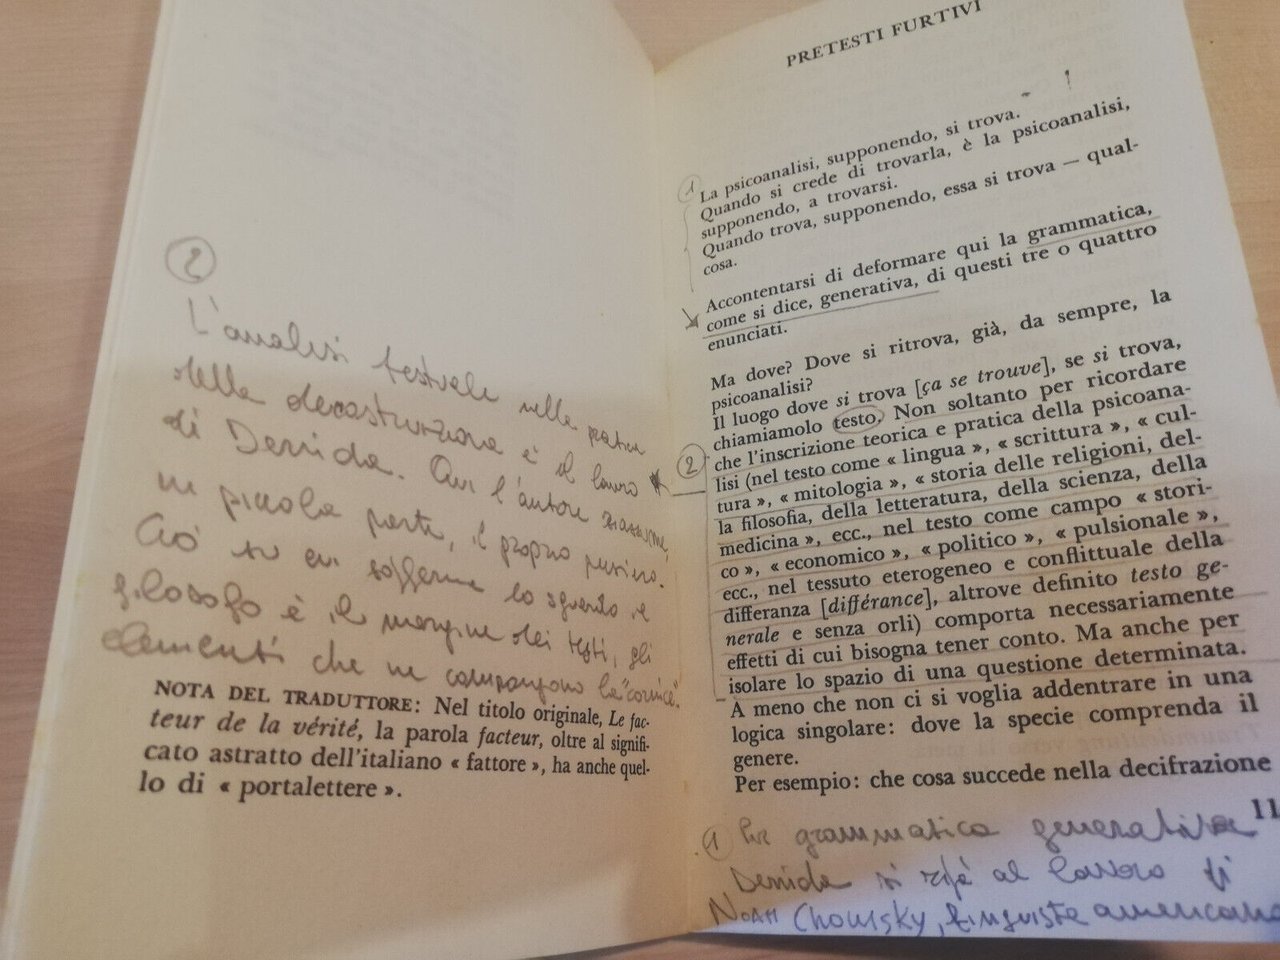 2
L'analisi testuale nella pratica
della decostruzione è il lavoro
di Derrida. Qui l'autore riassume,
in piccola parte, il proprio pensiero.
Ciò su cui sofferma lo sguardo il
filosofo è il margine dei testi, gli
elementi che ne compongono la "cornice".
NOTA DEL TRADUTTORE: Nel titolo originale, Le fac-
teur de la vérité, la parola facteur, oltre al signifi-
cato astratto dell'italiano « fattore », ha anche quel-
lo di « portalettere ».
PRETESTI FURTIVI
1
La psicoanalisi, supponendo, si trova.
Quando si crede di trovarla, è la psicoanalisi,
supponendo, a trovarsi.
Quando trova, supponendo, essa si trova — qual-
cosa.
Accontentarsi di deformare qui la grammatica,
come si dice, generativa, di questi tre o quattro
enunciati.
Ma dove? Dove si ritrova, già, da sempre, la
psicoanalisi?
Il luogo dove si trova [ça se trouve], se si trova,
chiamiamolo testo. Non soltanto per ricordare
2
che l'inscrizione teorica e pratica della psicoana-
lisi (nel testo come « lingua », « scrittura », « cul-
tura », « mitologia », « storia delle religioni, del-
la filosofia, della letteratura, della scienza, della
medicina », ecc., nel testo come campo « stori-
co », « economico », « politico », « pulsionale »,
ecc., nel tessuto eterogeneo e conflittuale della
differanza [différance], altrove definito testo ge-
nerale e senza orli) comporta necessariamente
effetti di cui bisogna tener conto. Ma anche per
isolare lo spazio di una questione determinata.
A meno che non ci si voglia addentrare in una
logica singolare: dove la specie comprenda il
genere.
Per esempio: che cosa succede nella decifrazione
11
1 Per grammatica generativa
Derrida si rifà al lavoro di
NOAH Chomsky, linguista americano